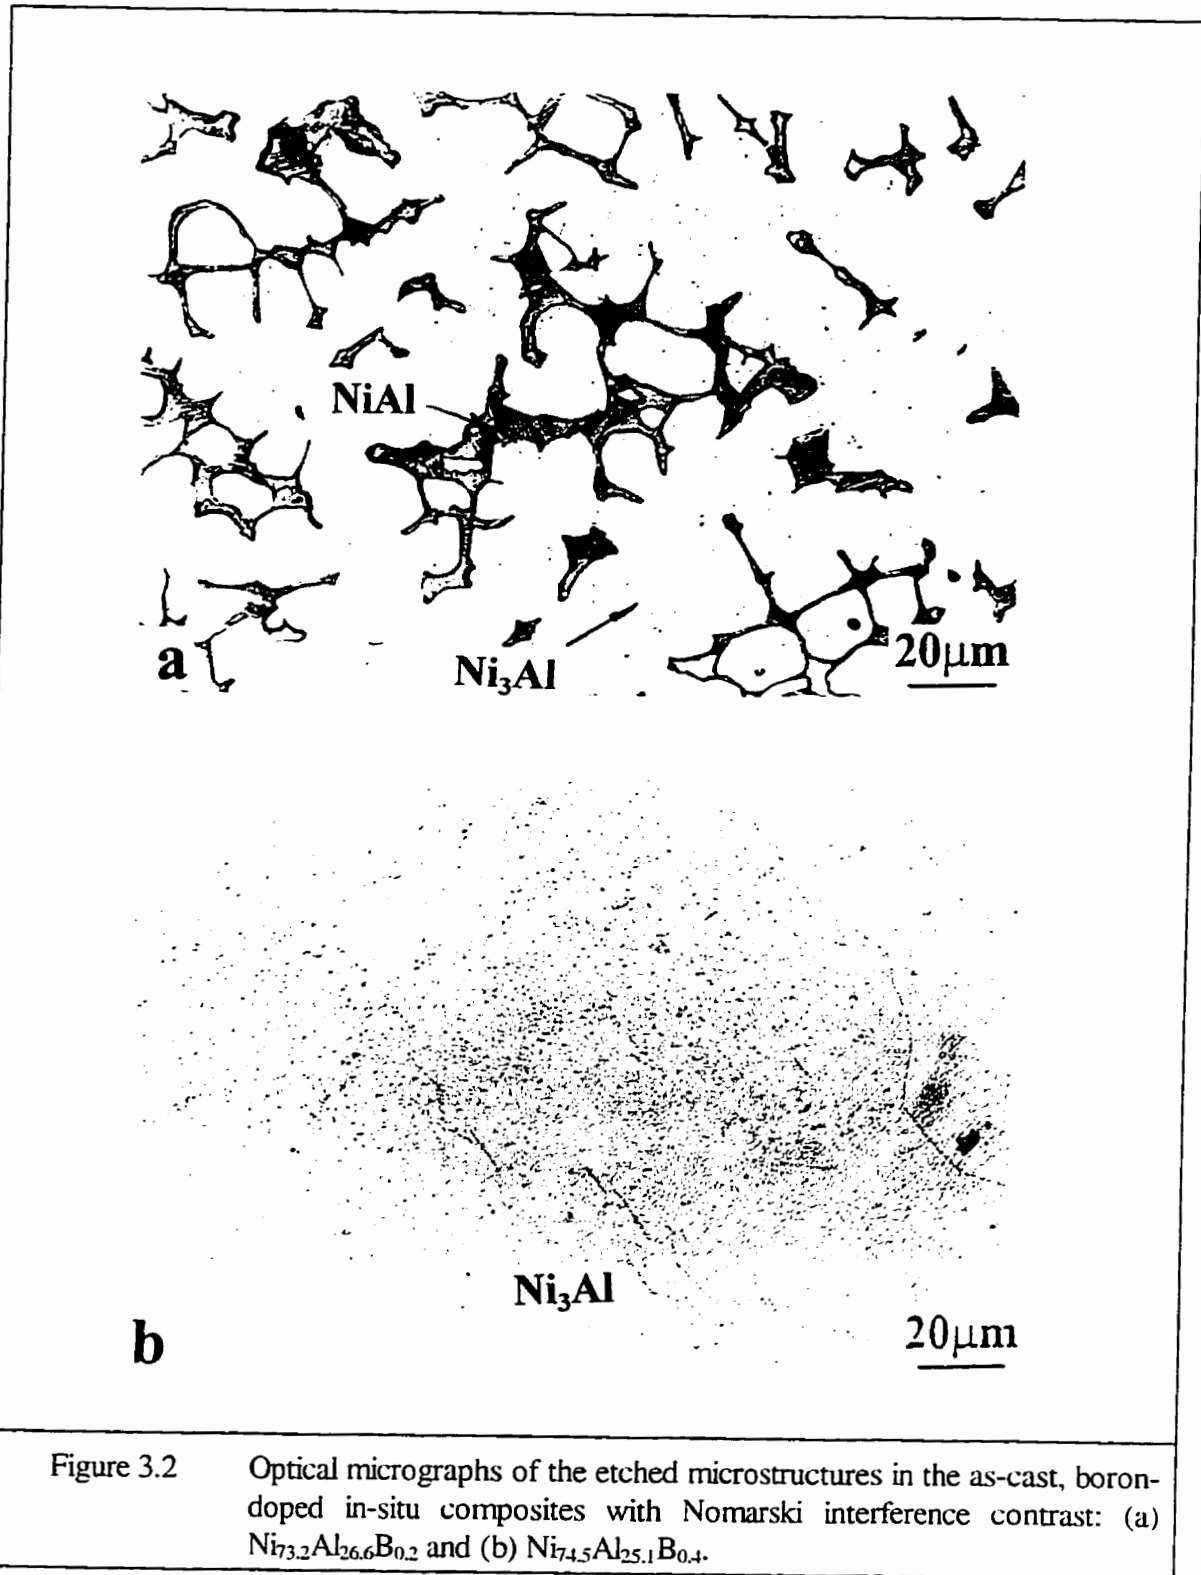 NiAl
a
Ni₃Al
20μm
Ni₃Al
b
20μm
Figure 3.2 Optical micrographs of the etched microstructures in the as-cast, boron-
doped in-situ composites with Nomarski interference contrast: (a)
Ni₇₃.₂Al₂₆.₆B₀.₂ and (b) Ni₇₄.₅Al₂₅.₁B₀.₄.